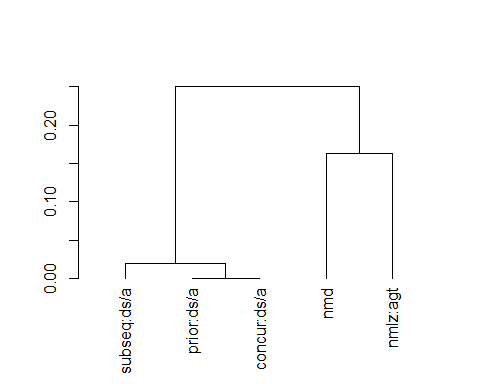 0.20
0.10
0.00
subseq:ds/a
prior:ds/a
concur:ds/a
nmd
nmlz:agt